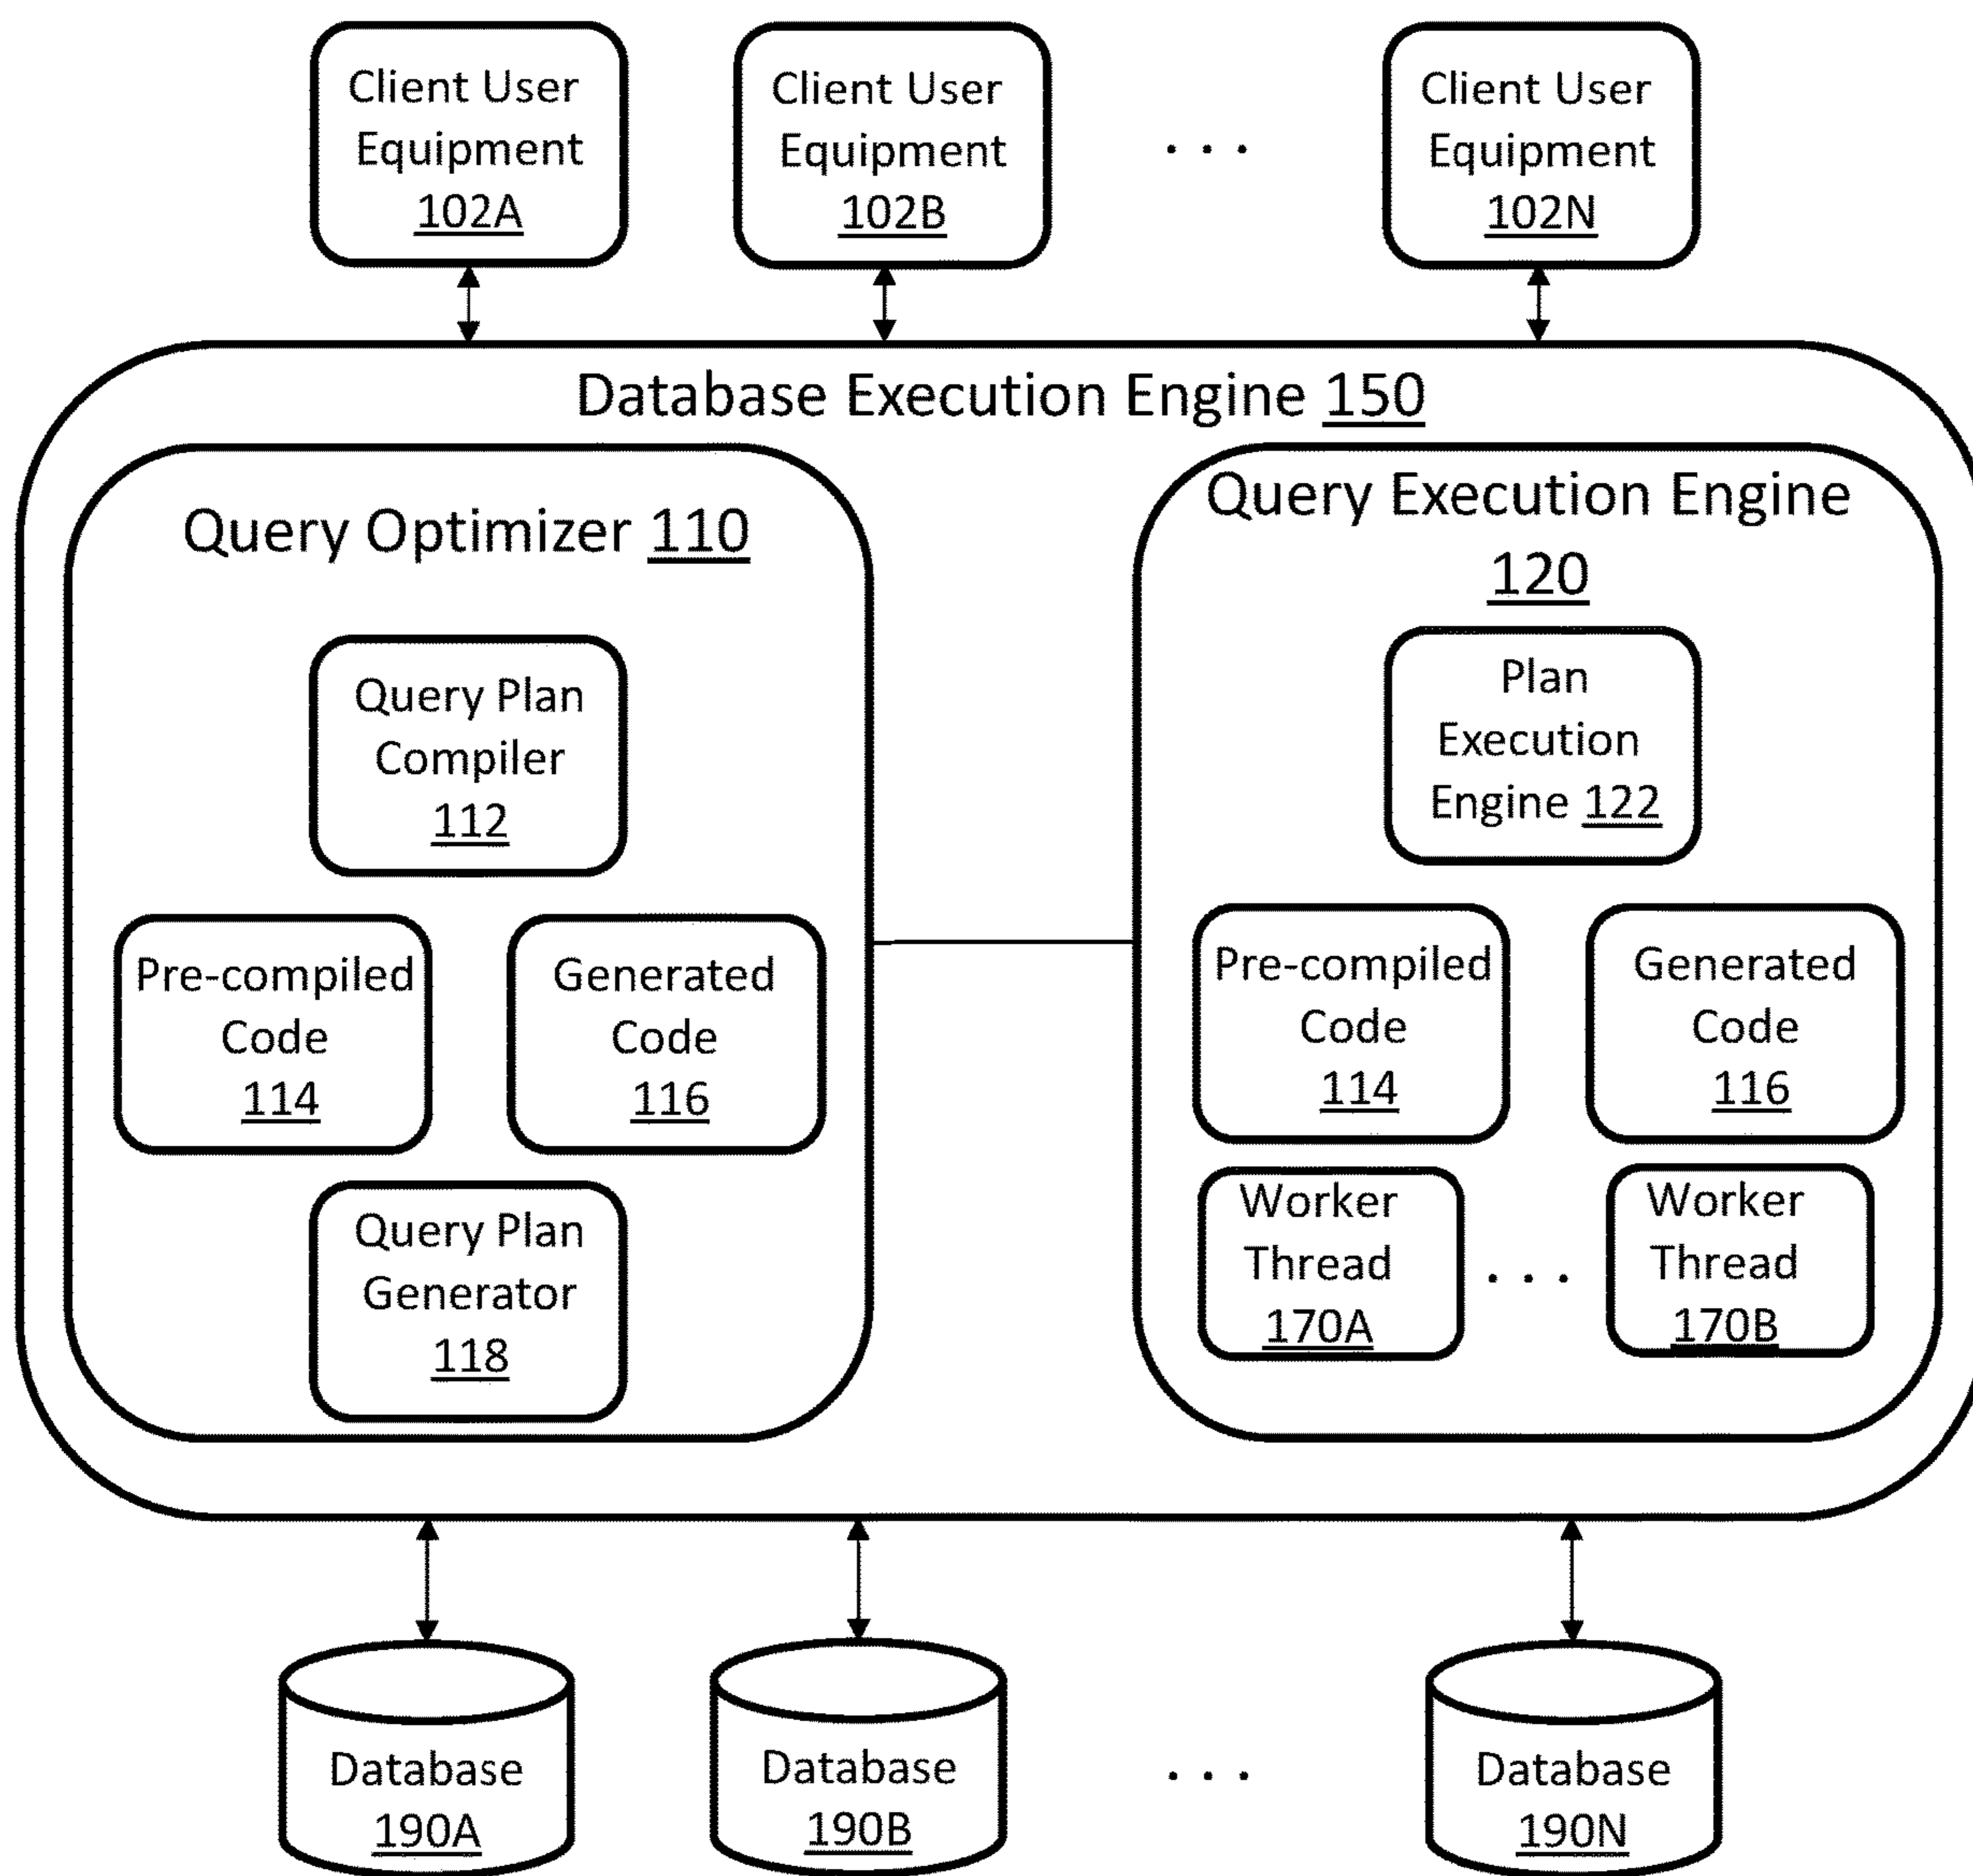 Client User
Equipment
102A
Client User
Equipment
102B
. . .
Client User
Equipment
102N
Database Execution Engine 150
Query Optimizer 110
Query Plan
Compiler
112
Pre-compiled
Code
114
Generated
Code
116
Query Plan
Generator
118
Query Execution Engine
120
Plan
Execution
Engine 122
Pre-compiled
Code
114
Generated
Code
116
Worker
Thread
170A
. . .
Worker
Thread
170B
Database
190A
Database
190B
. . .
Database
190N